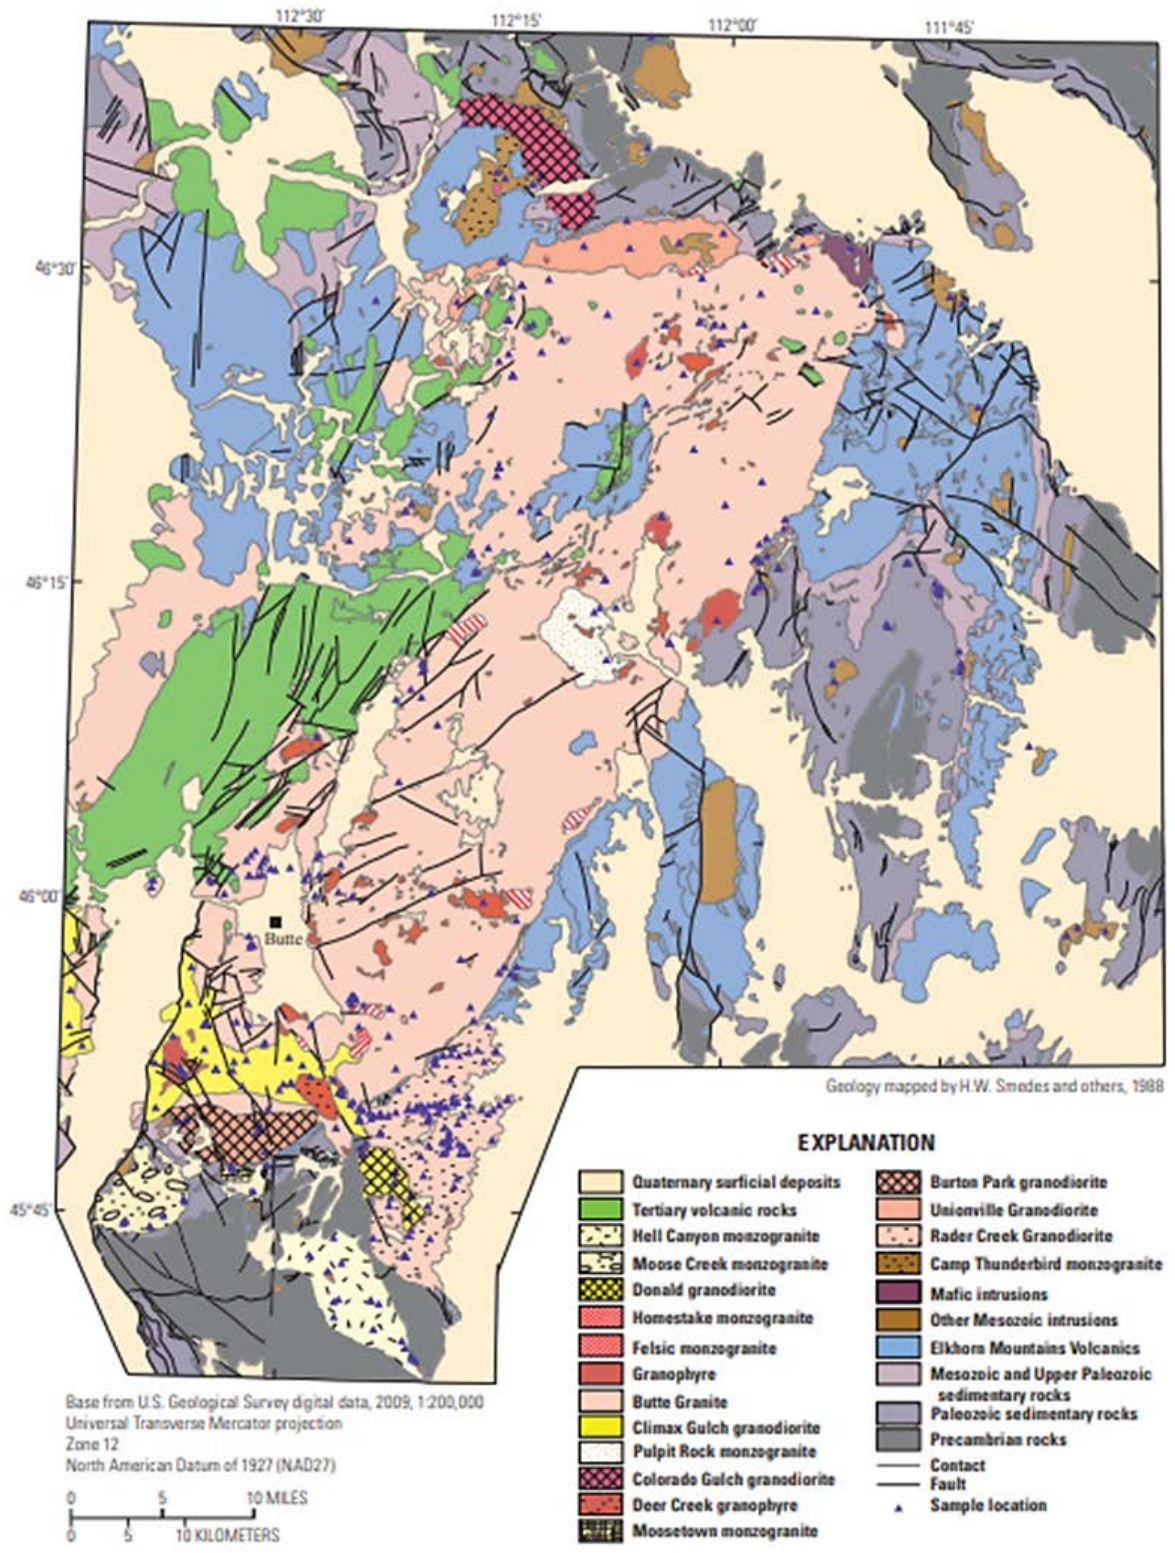 112°30' 112°15' 112°00' 111°45'
46°30'
46°15'
46°00'
Butte
45°45'
Geology mapped by H.W. Smedes and others, 1988
EXPLANATION
Quaternary surficial deposits
Tertiary volcanic rocks
Hell Canyon monzogranite
Moose Creek monzogranite
Donald granodiorite
Homestake monzogranite
Felsic monzogranite
Granophyre
Butte Granite
Climax Gulch granodiorite
Pulpit Rock monzogranite
Colorado Gulch granodiorite
Deer Creek granophyre
Moosetown monzogranite
Burton Park granodiorite
Unionville Granodiorite
Rader Creek Granodiorite
Camp Thunderbird monzogranite
Mafic intrusions
Other Mesozoic intrusions
Elkhorn Mountains Volcanics
Mesozoic and Upper Paleozoic
sedimentary rocks
Paleozoic sedimentary rocks
Precambrian rocks
Contact
Fault
Sample location
Base from U.S. Geological Survey digital data, 2009, 1:200,000
Universal Transverse Mercator projection
Zone 12
North American Datum of 1927 (NAD27)
0 5 10 MILES
0 5 10 KILOMETERS